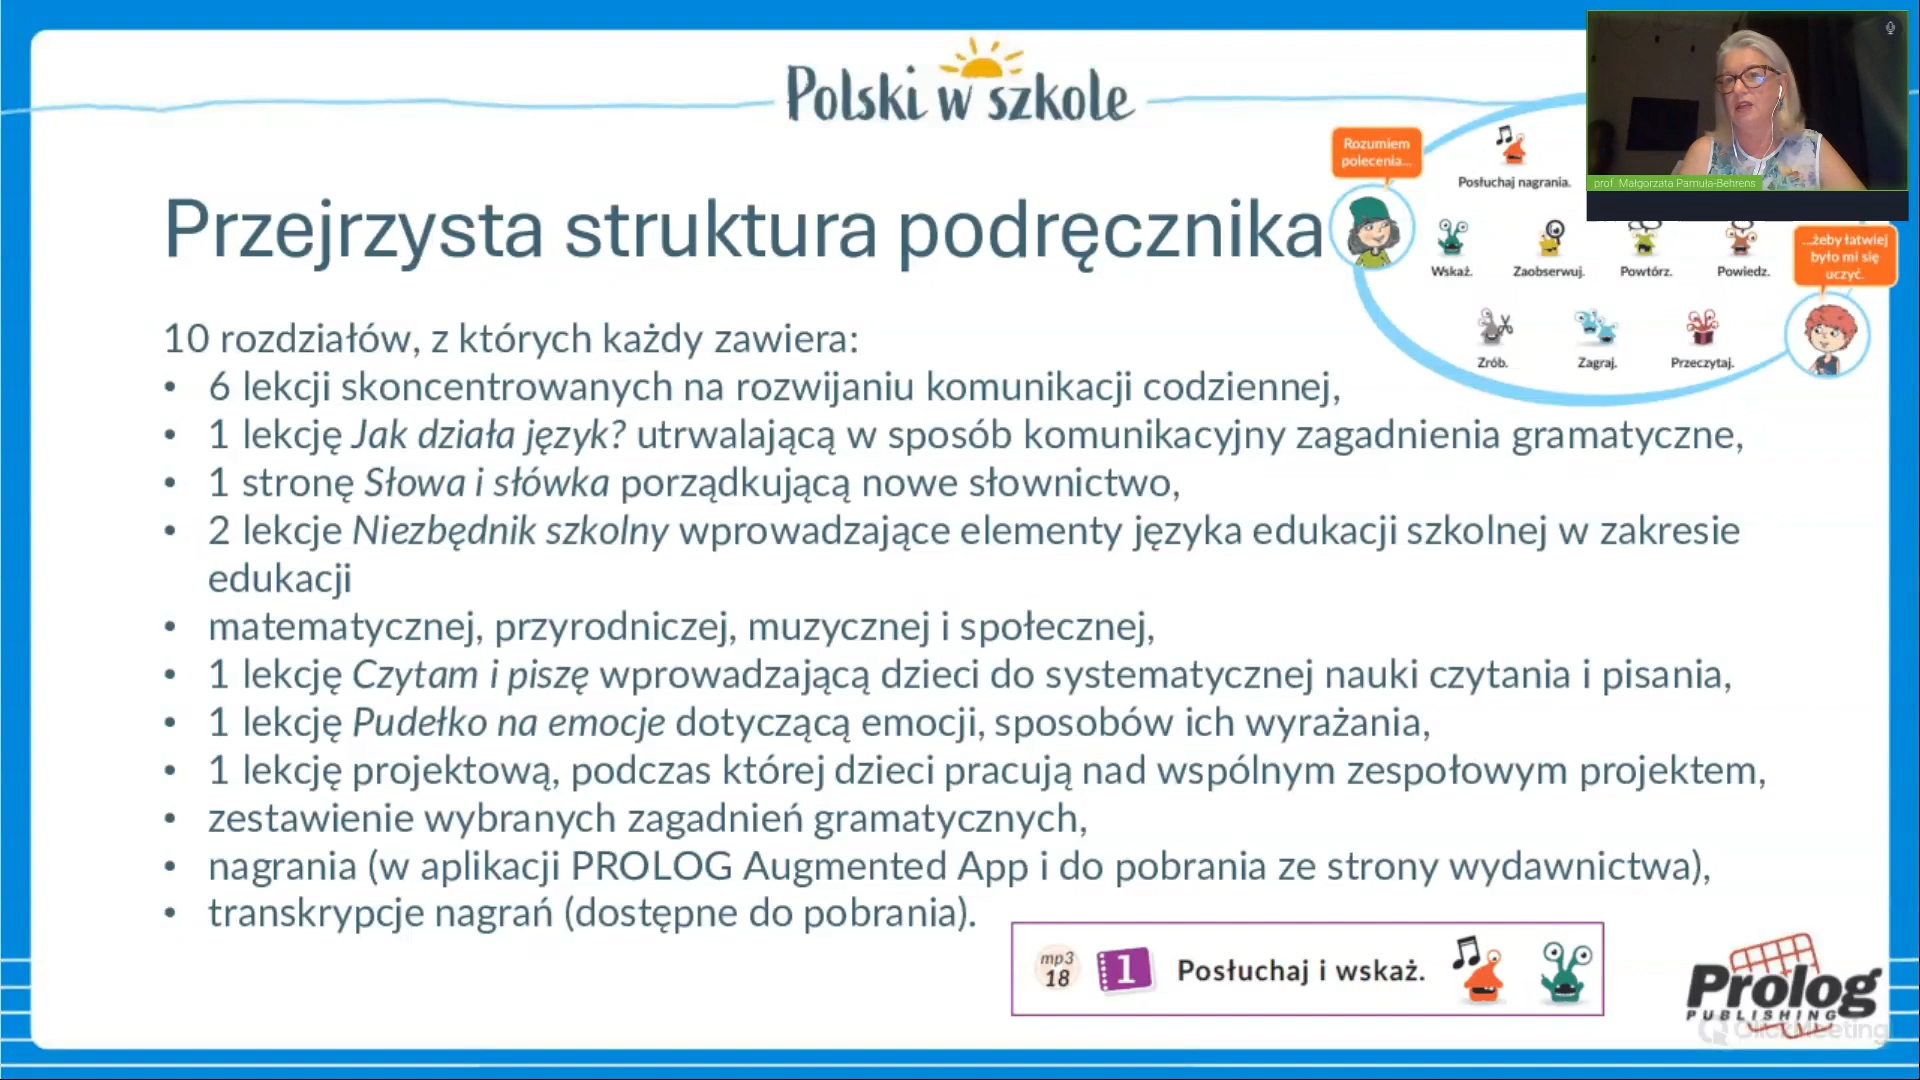 Polski w szkole
prof. Małgorzata Pamuła-Behrens
Rozumiem
polecenia...
Posłuchaj nagrania.
Przejrzysta struktura podręcznika
Wskaż.
Zaobserwuj.
Powtórz.
Powiedz.
...żeby łatwiej
było mi się
uczyć.
Zrób.
Zagraj.
Przeczytaj.
10 rozdziałów, z których każdy zawiera:
• 6 lekcji skoncentrowanych na rozwijaniu komunikacji codziennej,
• 1 lekcję Jak działa język? utrwalającą w sposób komunikacyjny zagadnienia gramatyczne,
• 1 stronę Słowa i słówka porządkującą nowe słownictwo,
• 2 lekcje Niezbędnik szkolny wprowadzające elementy języka edukacji szkolnej w zakresie
edukacji
• matematycznej, przyrodniczej, muzycznej i społecznej,
• 1 lekcję Czytam i piszę wprowadzającą dzieci do systematycznej nauki czytania i pisania,
• 1 lekcję Pudełko na emocje dotyczącą emocji, sposobów ich wyrażania,
• 1 lekcję projektową, podczas której dzieci pracują nad wspólnym zespołowym projektem,
• zestawienie wybranych zagadnień gramatycznych,
• nagrania (w aplikacji PROLOG Augmented App i do pobrania ze strony wydawnictwa),
• transkrypcje nagrań (dostępne do pobrania).
mp3
18
1
Posłuchaj i wskaż.
Prolog
PUBLISHING
ClickMeeting